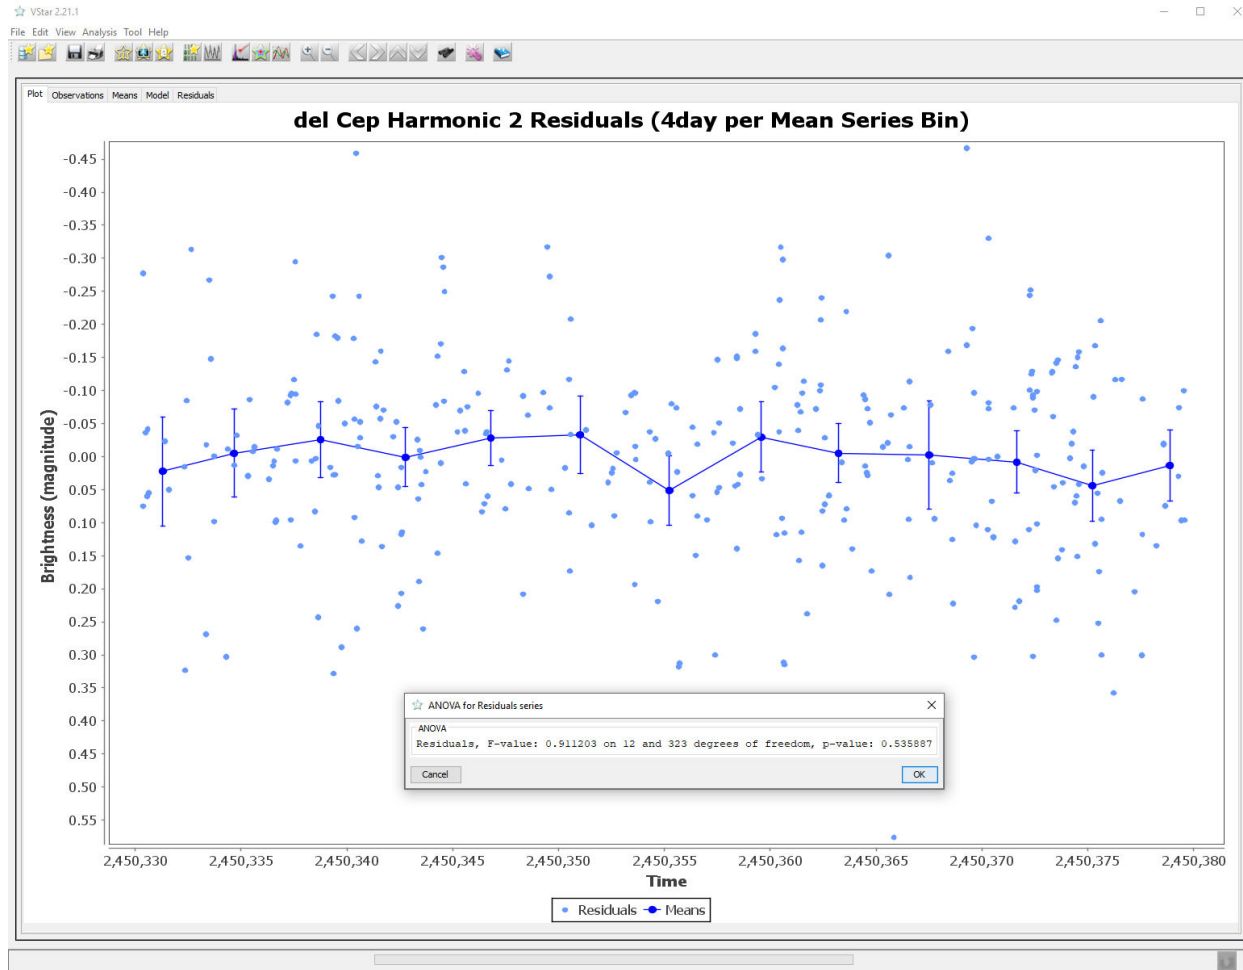 VStar 2.21.1
File Edit View Analysis Tool Help
Plot Observations Means Model Residuals
del Cep Harmonic 2 Residuals (4day per Mean Series Bin)
Brightness (magnitude)
-0.45
-0.40
-0.35
-0.30
-0.25
-0.20
-0.15
-0.10
-0.05
0.00
0.05
0.10
0.15
0.20
0.25
0.30
0.35
0.40
0.45
0.50
0.55
ANOVA for Residuals series
ANOVA
Residuals, F-value: 0.911203 on 12 and 323 degrees of freedom, p-value: 0.535887
Cancel OK
2,450,330 2,450,335 2,450,340 2,450,345 2,450,350 2,450,355 2,450,360 2,450,365 2,450,370 2,450,375 2,450,380
Time
Residuals Means